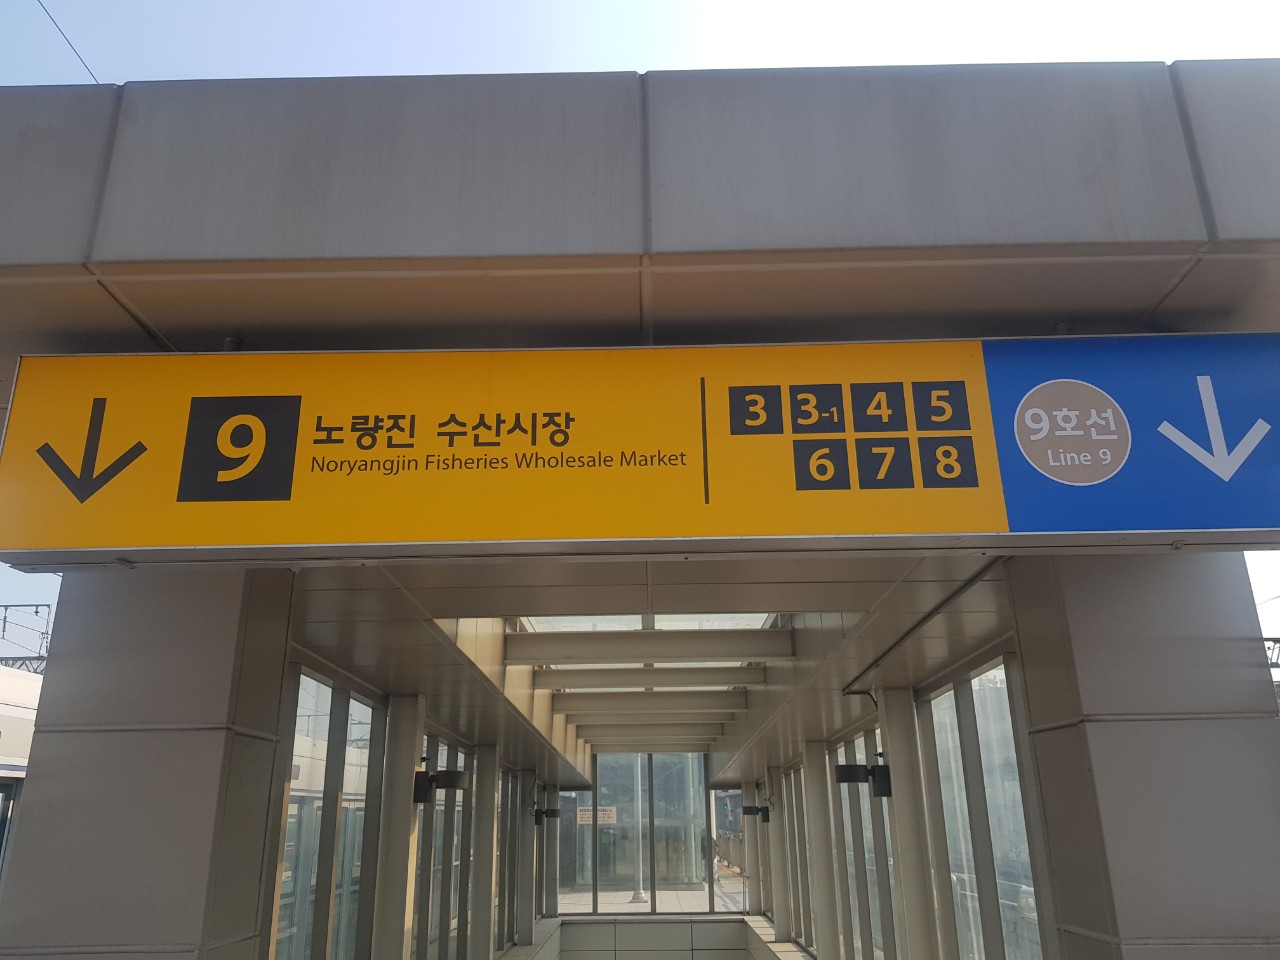 9
노량진 수산시장
Noryangjin Fisheries Wholesale Market
3 3-1 4 5
6 7 8
9호선
Line 9